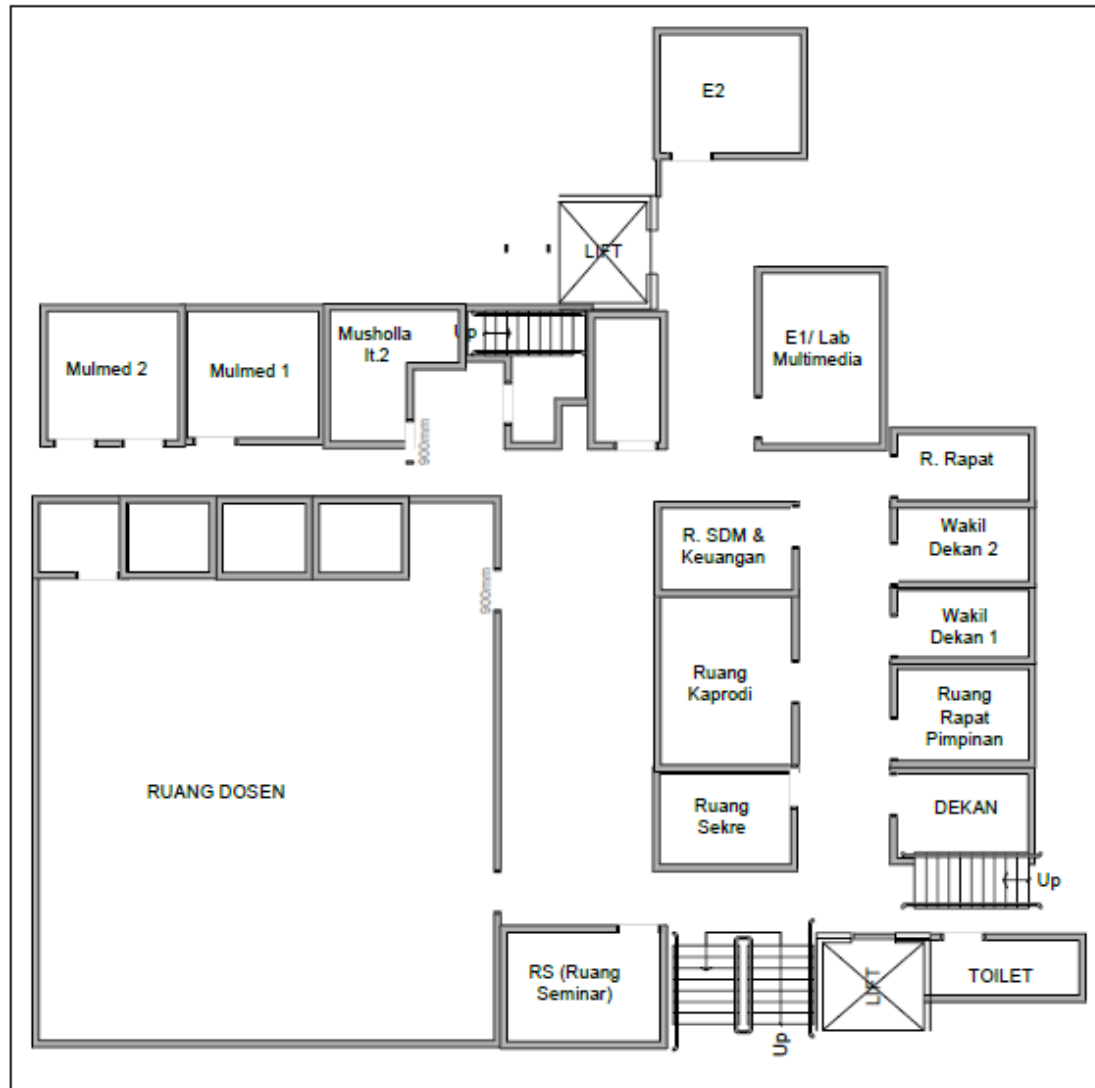 E2
LIFT
Mulmed 2
Mulmed 1
Musholla
lt.2
Up
E1/ Lab
Multimedia
900mm
R. Rapat
R. SDM &
Keuangan
Wakil
Dekan 2
900mm
Wakil
Dekan 1
Ruang
Kaprodi
Ruang
Rapat
Pimpinan
RUANG DOSEN
Ruang
Sekre
DEKAN
Up
RS (Ruang
Seminar)
LIFT
TOILET
Up